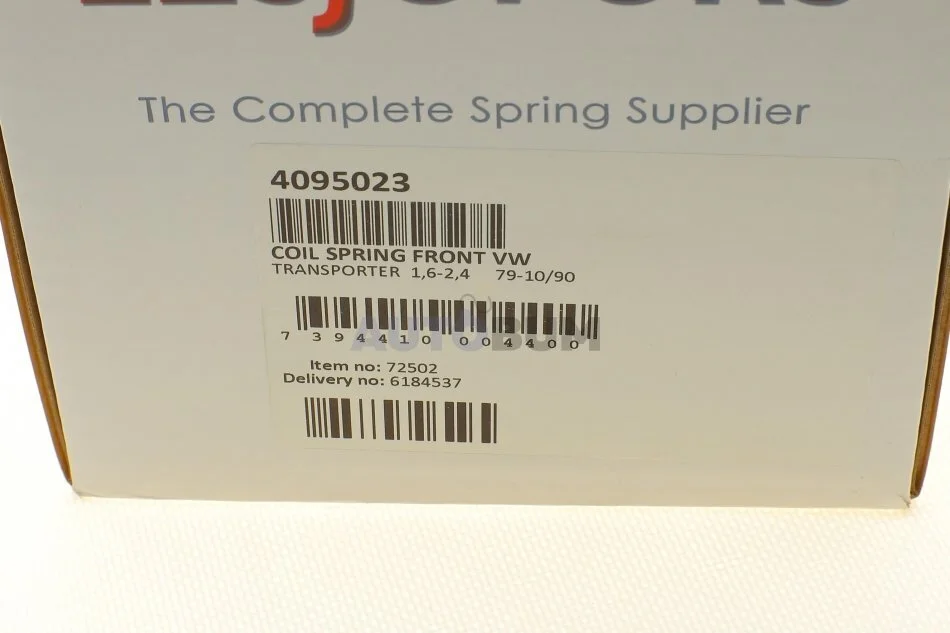 The Complete Spring Supplier
4095023
COIL SPRING FRONT VW
TRANSPORTER 1,6-2,4 79-10/90
AUTOBUM
7 394410 004400
Item no: 72502
Delivery no: 6184537